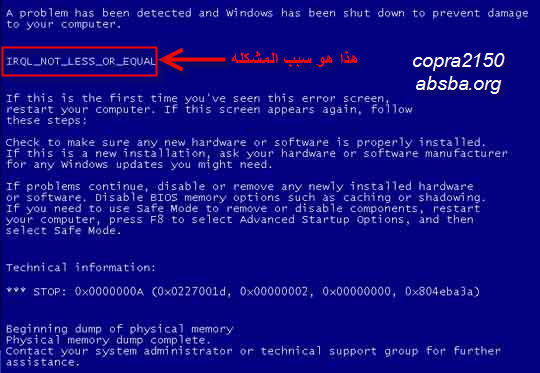 A problem has been detected and Windows has been shut down to prevent damage
to your computer.
IRQL_NOT_LESS_OR_EQUAL
هذا هو سبب المشكله
copra2150
absba.org
If this is the first time you've seen this error screen,
restart your computer. If this screen appears again, follow
these steps:
Check to make sure any new hardware or software is properly installed.
If this is a new installation, ask your hardware or software manufacturer
for any Windows updates you might need.
If problems continue, disable or remove any newly installed hardware
or software. Disable BIOS memory options such as caching or shadowing.
If you need to use Safe Mode to remove or disable components, restart
your computer, press F8 to select Advanced Startup Options, and then
select Safe Mode.
Technical information:
*** STOP: 0x0000000A (0x0227001d, 0x00000002, 0x00000000, 0x804eba3a)
Beginning dump of physical memory
Physical memory dump complete.
Contact your system administrator or technical support group for further
assistance.